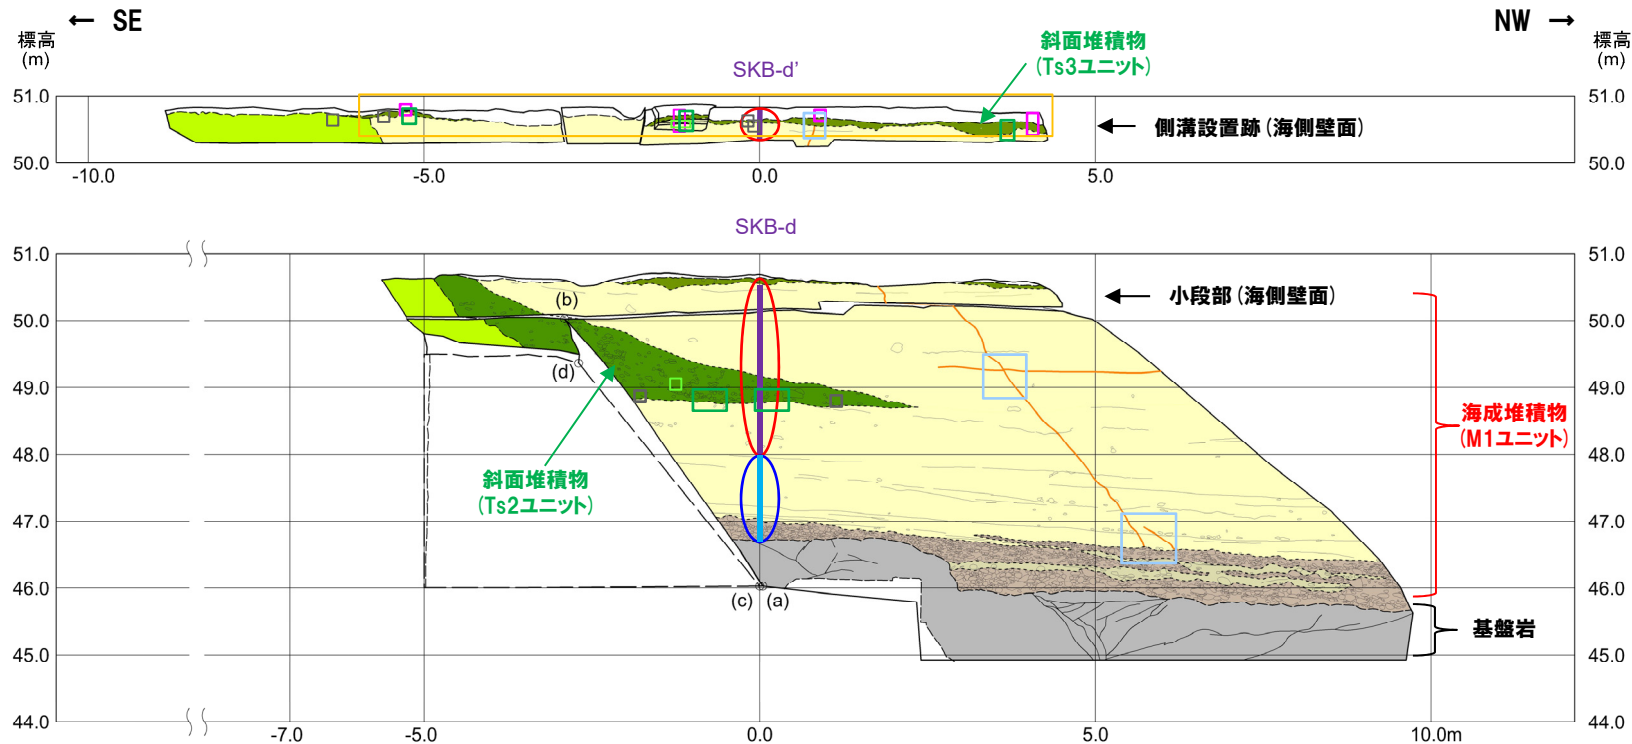 ← SE
NW →
標高
(m)
標高
(m)
斜面堆積物
(Ts3ユニット)
SKB-d’
51.0
51.0
← 側溝設置跡(海側壁面)
50.0
50.0
-10.0
-5.0
0.0
5.0
SKB-d
51.0
51.0
← 小段部(海側壁面)
(b)
50.0
50.0
(d)
49.0
49.0
海成堆積物
(M1ユニット)
48.0
48.0
斜面堆積物
(Ts2ユニット)
47.0
47.0
46.0
46.0
(c)
(a)
基盤岩
45.0
45.0
44.0
44.0
-7.0
-5.0
0.0
5.0
10.0m